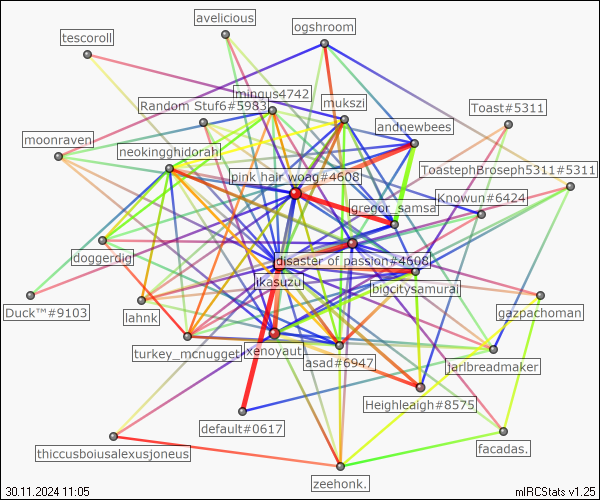 avelicious
ogshroom
tescoroll
mingus4742
Random Stuf6#5983
mukszi
Toast#5311
andnewbees
moonraven
neokingghidorah
ToastephBroseph5311#5311
pink hair woag#4608
Knowun#6424
gregor_samsa
doggerdig
disaster of passion#4608
ikasuzu
bigcitysamurai
Duck™#9103
lahnk
gazpachoman
turkey_mcnugget
xenoyaut
asad#6947
jarlbreadmaker
Heighleaigh#8575
default#0617
thiccusboiusalexusjoneus
facadas.
zeehonk.
30.11.2024 11:05
mIRCStats v1.25